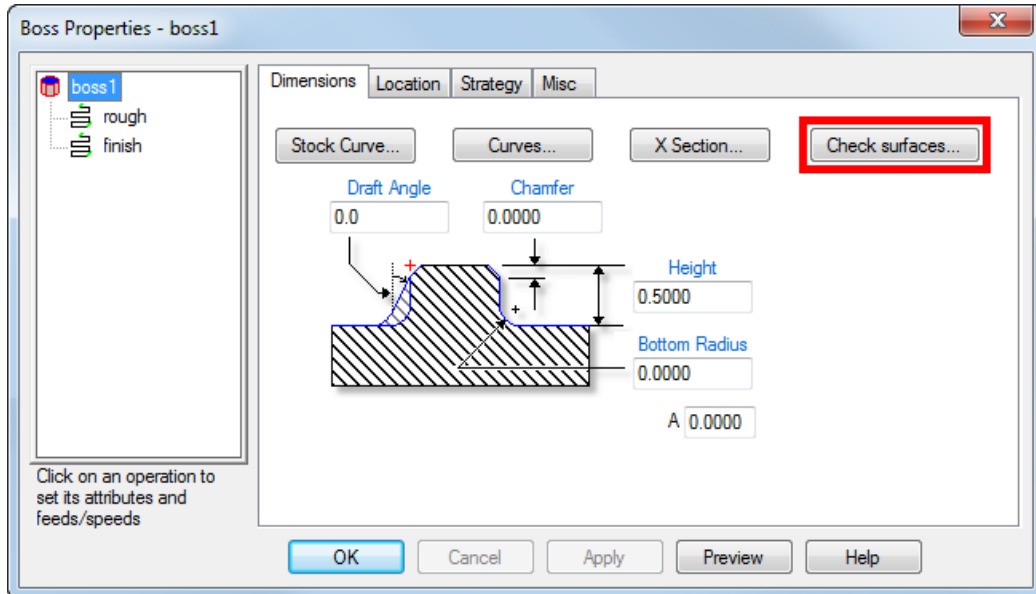 Boss Properties - boss1
boss1
rough
finish
Click on an operation to
set its attributes and
feeds/speeds
Dimensions Location Strategy Misc
Stock Curve... Curves... X Section... Check surfaces...
Draft Angle Chamfer
0.0 0.0000
Height
0.5000
Bottom Radius
0.0000
A 0.0000
OK Cancel Apply Preview Help